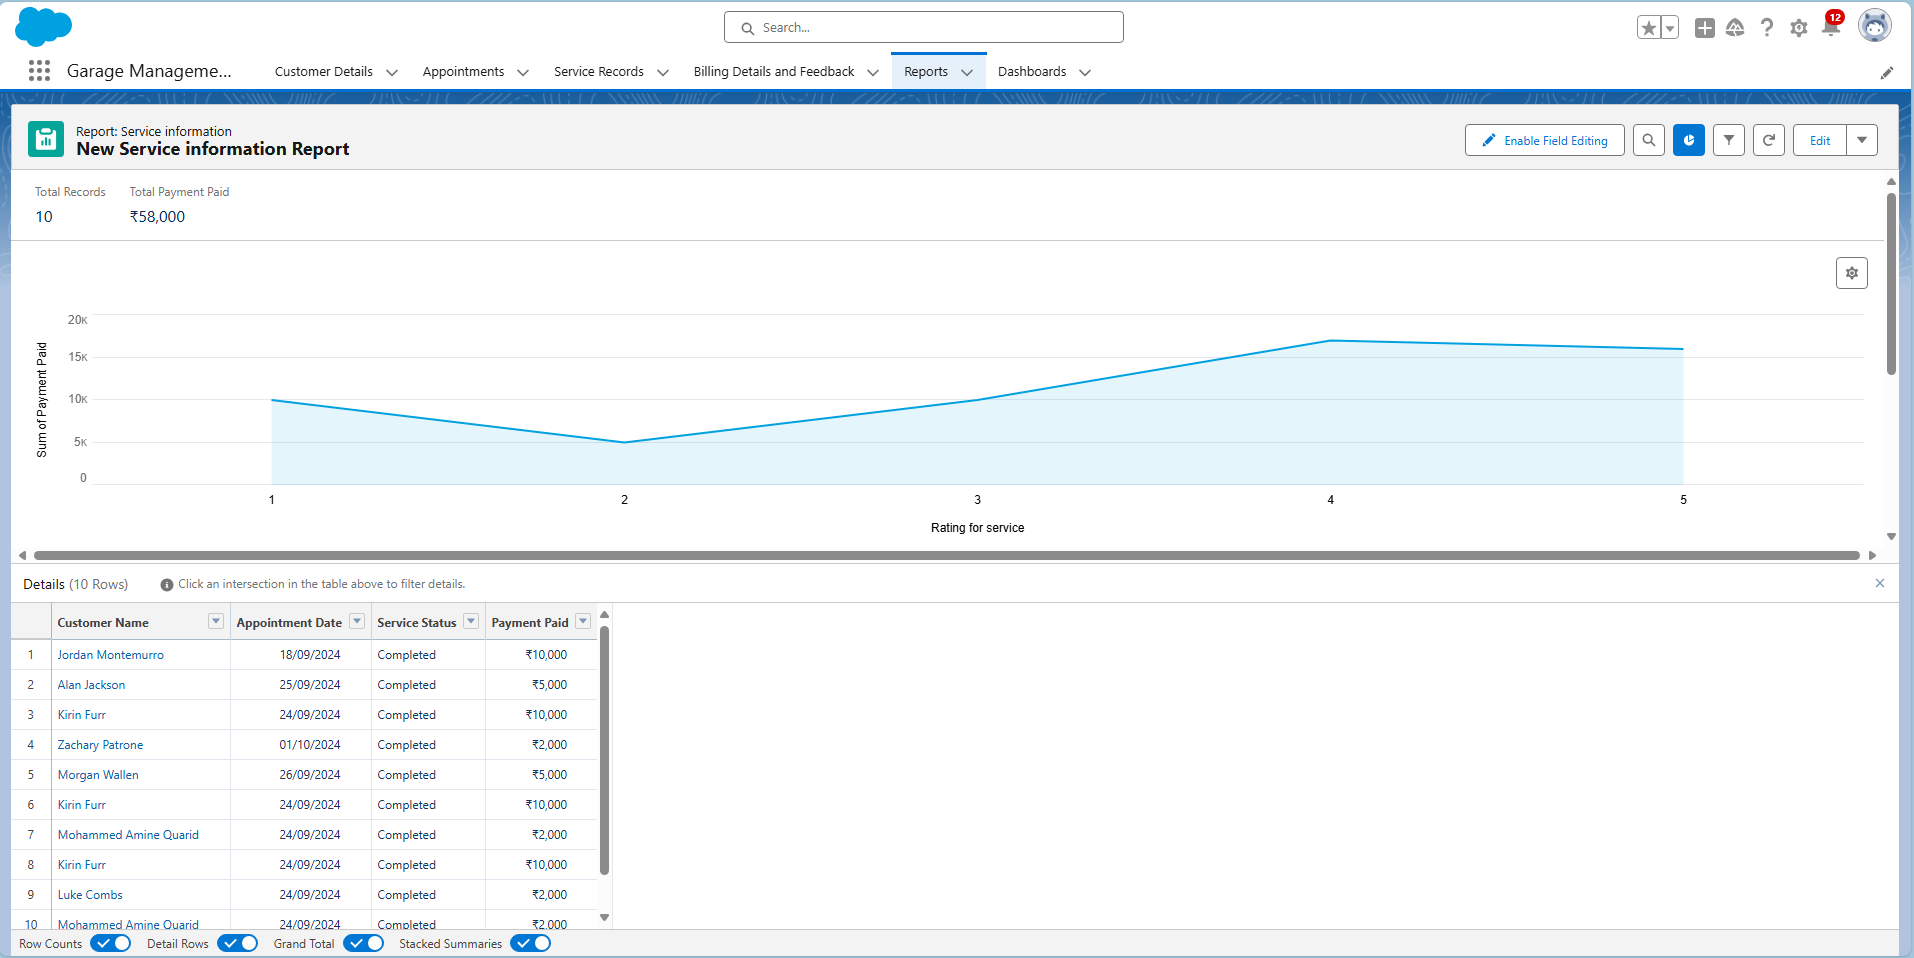 Search...
12
Garage Manageme... Customer Details Appointments Service Records Billing Details and Feedback Reports Dashboards
Report: Service information
New Service information Report
Enable Field Editing Edit
Total Records Total Payment Paid
10 ₹58,000
20K
15K
10K
5K
0
Sum of Payment Paid
1 2 3 4 5
Rating for service
Details (10 Rows) Click an intersection in the table above to filter details.
Customer Name Appointment Date Service Status Payment Paid
1 Jordan Montemurro 18/09/2024 Completed ₹10,000
2 Alan Jackson 25/09/2024 Completed ₹5,000
3 Kirin Furr 24/09/2024 Completed ₹10,000
4 Zachary Patrone 01/10/2024 Completed ₹2,000
5 Morgan Wallen 26/09/2024 Completed ₹5,000
6 Kirin Furr 24/09/2024 Completed ₹10,000
7 Mohammed Amine Quarid 24/09/2024 Completed ₹2,000
8 Kirin Furr 24/09/2024 Completed ₹10,000
9 Luke Combs 24/09/2024 Completed ₹2,000
10 Mohammed Amine Quarid 24/09/2024 Completed ₹2,000
Row Counts Detail Rows Grand Total Stacked Summaries